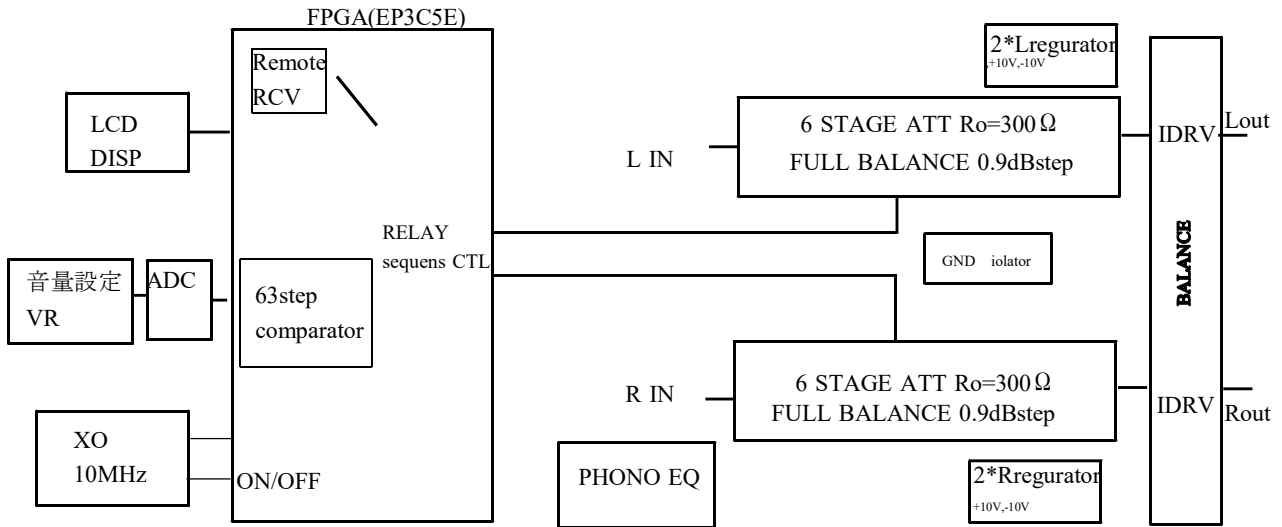 FPGA(EP3C5E)
Remote
RCV
LCD
DISP
音量設定
VR
ADC
63step
comparator
RELAY
sequens CTL
XO
10MHz
ON/OFF
2*Lregurator
,+10V,-10V
L IN
6 STAGE ATT Ro=300Ω
FULL BALANCE 0.9dBstep
IDRV
Lout
GND iolator
BALANCE
R IN
6 STAGE ATT Ro=300Ω
FULL BALANCE 0.9dBstep
IDRV
Rout
PHONO EQ
2*Rregurator
+10V,-10V